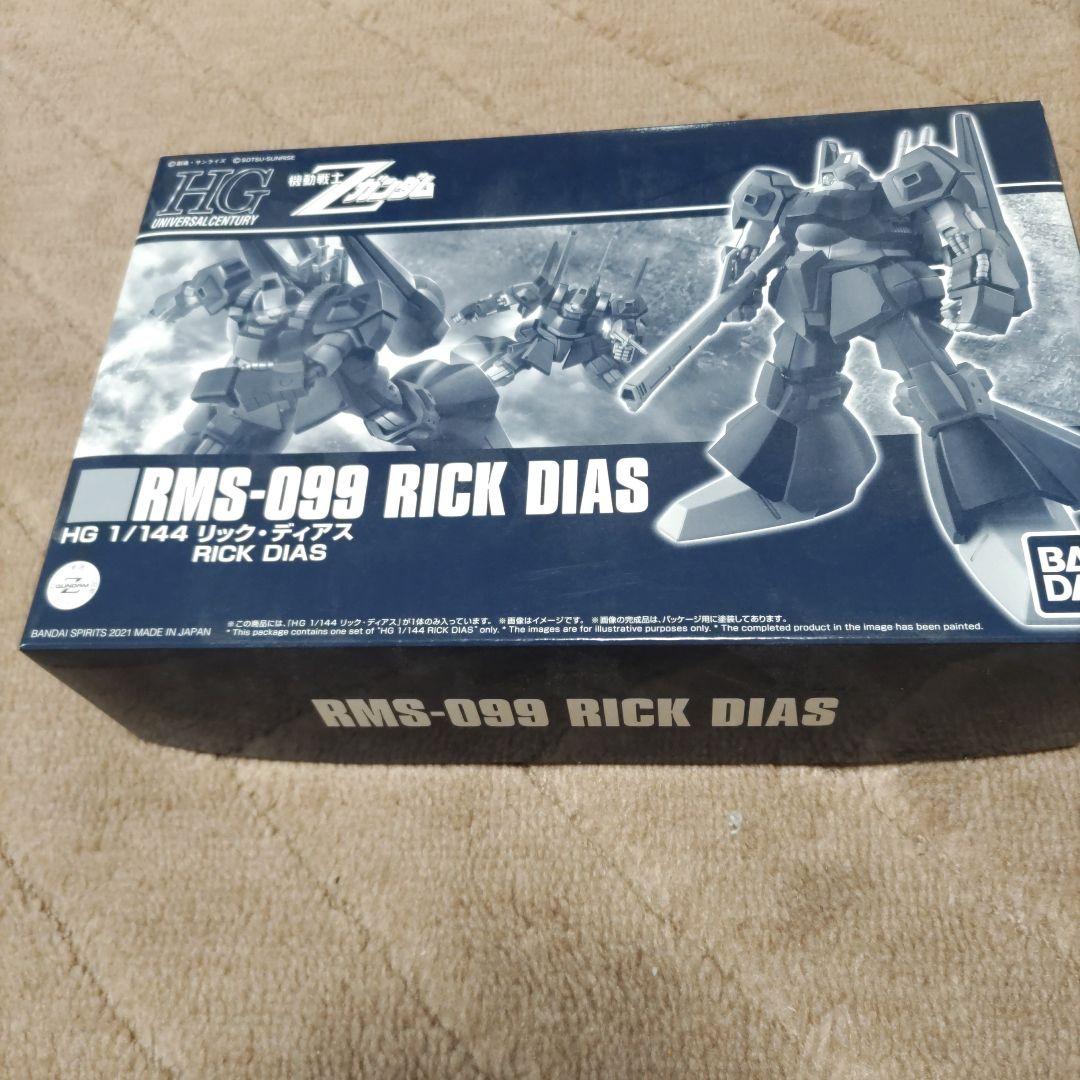 ©創通・サンライズ ©SOTSU・SUNRISE
HG
UNIVERSAL CENTURY
機動戦士
Zガンダム
RMS-099 RICK DIAS
HG 1/144 リック・ディアス
RICK DIAS
Z
GUNDAM
BANDAI SPIRITS 2021 MADE IN JAPAN
※この商品には、「HG 1/144 リック・ディアス」が1体のみ入っています。 ※画像はイメージです。 ※画像の完成品は、パッケージ用に塗装してあります。
* This package contains one set of "HG 1/144 RICK DIAS" only. * The images are for illustrative purposes only. * The completed product in the image has been painted.
BA
DA
RMS-099 RICK DIAS